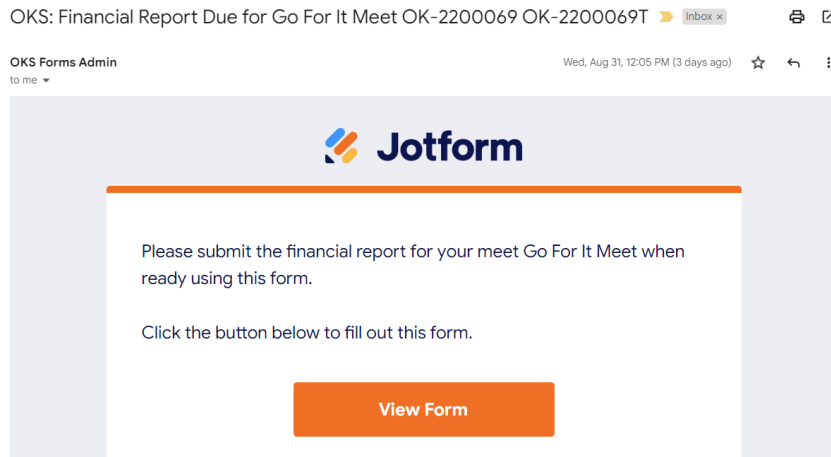 OKS: Financial Report Due for Go For It Meet OK-2200069 OK-2200069T Inbox ×
OKS Forms Admin
Wed, Aug 31, 12:05 PM (3 days ago)
to me
Jotform
Please submit the financial report for your meet Go For It Meet when
ready using this form.
Click the button below to fill out this form.
View Form